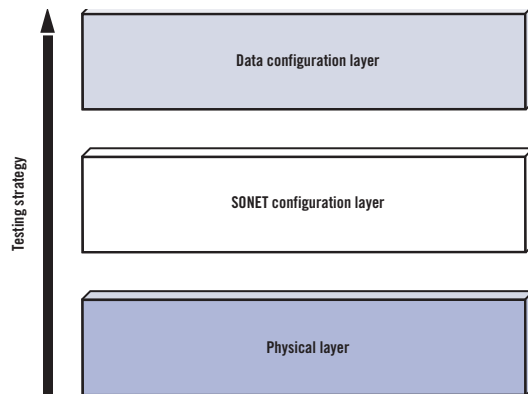 Data configuration layer
Testing strategy
SONET configuration layer
Physical layer